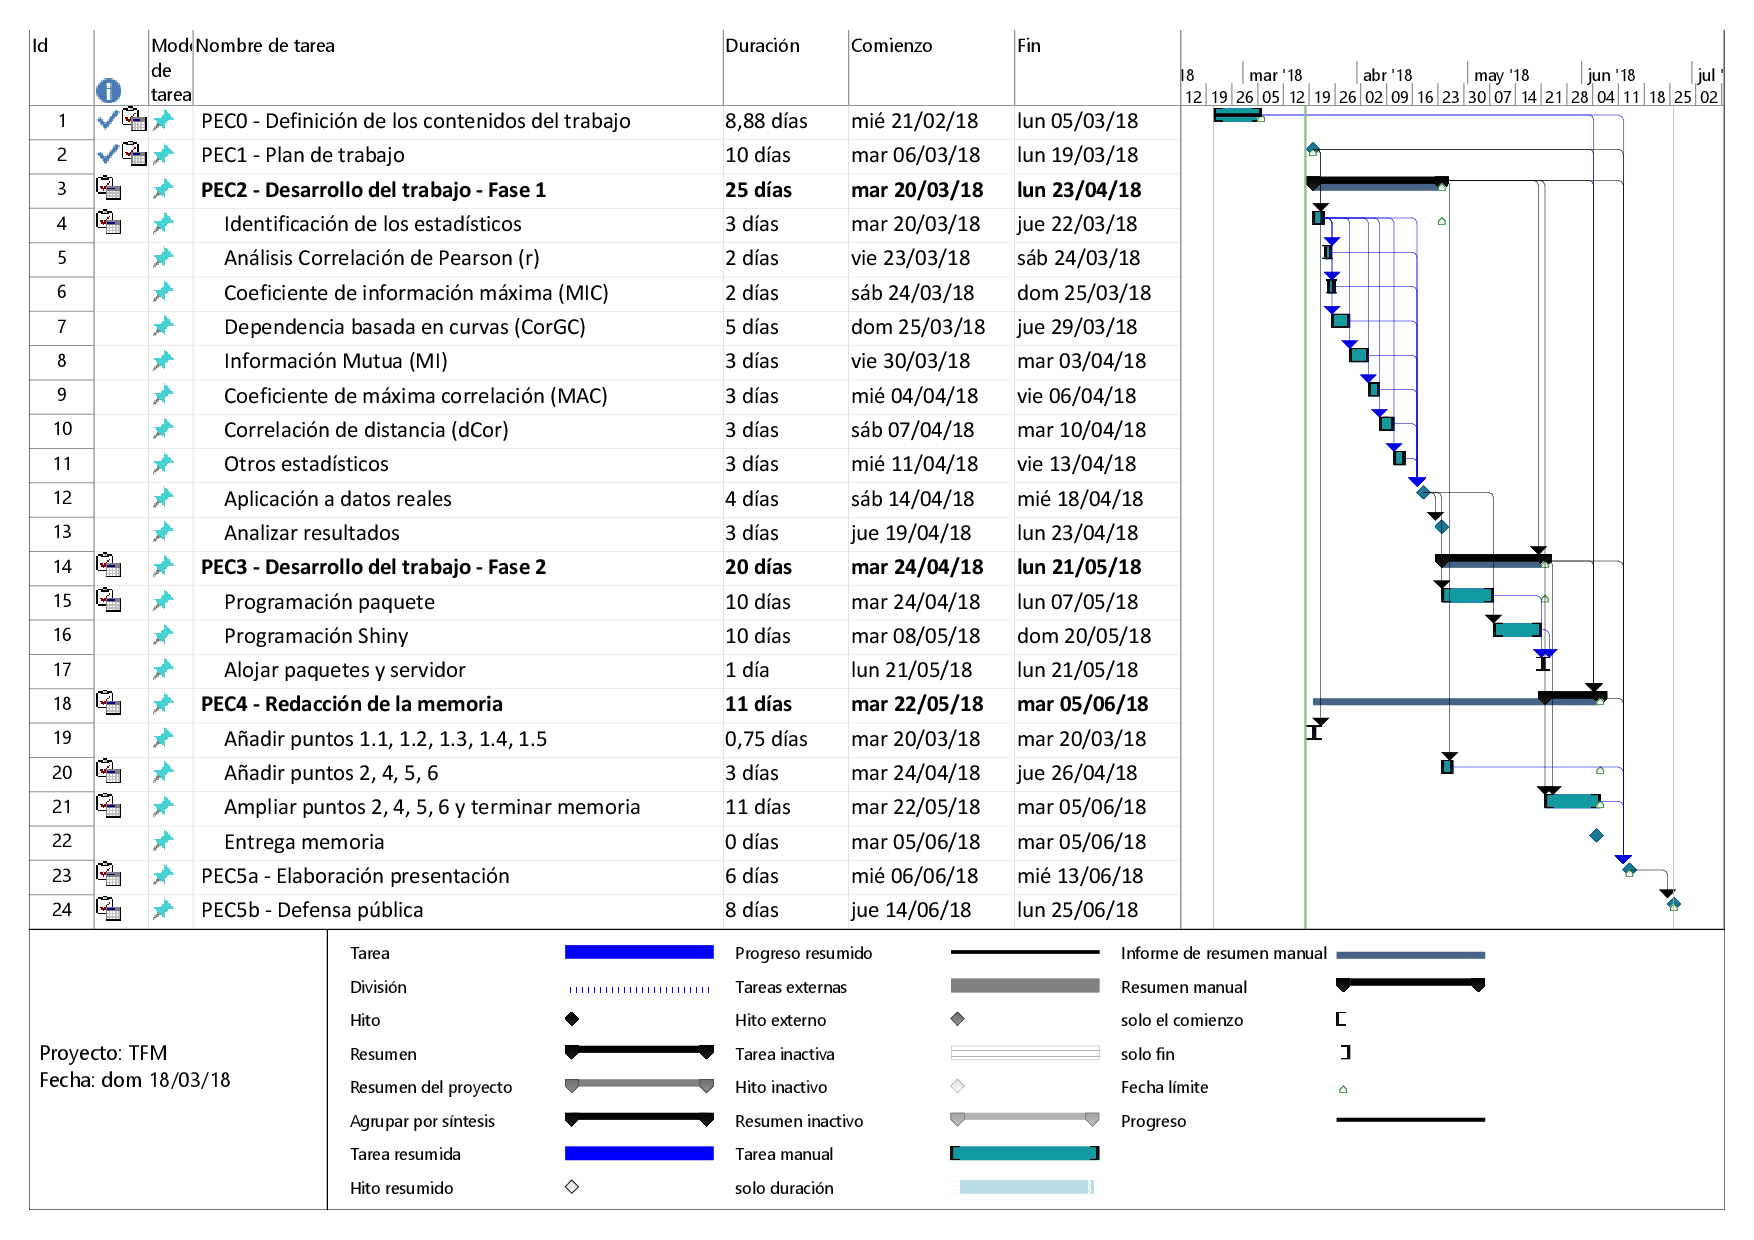 Id Modo de tarea Nombre de tarea Duración Comienzo Fin
18 mar '18 abr '18 may '18 jun '18 jul '
12 19 26 05 12 19 26 02 09 16 23 30 07 14 21 28 04 11 18 25 02
1 PEC0 - Definición de los contenidos del trabajo 8,88 días mié 21/02/18 lun 05/03/18
2 PEC1 - Plan de trabajo 10 días mar 06/03/18 lun 19/03/18
3 PEC2 - Desarrollo del trabajo - Fase 1 25 días mar 20/03/18 lun 23/04/18
4 Identificación de los estadísticos 3 días mar 20/03/18 jue 22/03/18
5 Análisis Correlación de Pearson (r) 2 días vie 23/03/18 sáb 24/03/18
6 Coeficiente de información máxima (MIC) 2 días sáb 24/03/18 dom 25/03/18
7 Dependencia basada en curvas (CorGC) 5 días dom 25/03/18 jue 29/03/18
8 Información Mutua (MI) 3 días vie 30/03/18 mar 03/04/18
9 Coeficiente de máxima correlación (MAC) 3 días mié 04/04/18 vie 06/04/18
10 Correlación de distancia (dCor) 3 días sáb 07/04/18 mar 10/04/18
11 Otros estadísticos 3 días mié 11/04/18 vie 13/04/18
12 Aplicación a datos reales 4 días sáb 14/04/18 mié 18/04/18
13 Analizar resultados 3 días jue 19/04/18 lun 23/04/18
14 PEC3 - Desarrollo del trabajo - Fase 2 20 días mar 24/04/18 lun 21/05/18
15 Programación paquete 10 días mar 24/04/18 lun 07/05/18
16 Programación Shiny 10 días mar 08/05/18 dom 20/05/18
17 Alojar paquetes y servidor 1 día lun 21/05/18 lun 21/05/18
18 PEC4 - Redacción de la memoria 11 días mar 22/05/18 mar 05/06/18
19 Añadir puntos 1.1, 1.2, 1.3, 1.4, 1.5 0,75 días mar 20/03/18 mar 20/03/18
20 Añadir puntos 2, 4, 5, 6 3 días mar 24/04/18 jue 26/04/18
21 Ampliar puntos 2, 4, 5, 6 y terminar memoria 11 días mar 22/05/18 mar 05/06/18
22 Entrega memoria 0 días mar 05/06/18 mar 05/06/18
23 PEC5a - Elaboración presentación 6 días mié 06/06/18 mié 13/06/18
24 PEC5b - Defensa pública 8 días jue 14/06/18 lun 25/06/18
Proyecto: TFM
Fecha: dom 18/03/18
Tarea
División
Hito
Resumen
Resumen del proyecto
Agrupar por síntesis
Tarea resumida
Hito resumido
Progreso resumido
Tareas externas
Hito externo
Tarea inactiva
Hito inactivo
Resumen inactivo
Tarea manual
solo duración
Informe de resumen manual
Resumen manual
solo el comienzo
solo fin
Fecha límite
Progreso